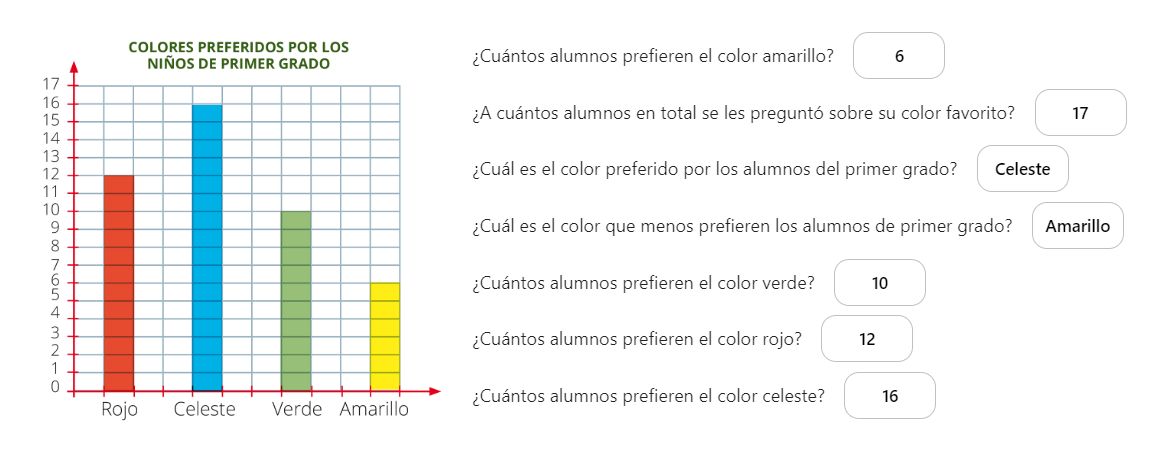 COLORES PREFERIDOS POR LOS
NIÑOS DE PRIMER GRADO
17
16
15
14
13
12
11
10
9
8
7
6
5
4
3
2
1
0
Rojo Celeste Verde Amarillo
¿Cuántos alumnos prefieren el color amarillo? 6
¿A cuántos alumnos en total se les preguntó sobre su color favorito? 17
¿Cuál es el color preferido por los alumnos del primer grado? Celeste
¿Cuál es el color que menos prefieren los alumnos de primer grado? Amarillo
¿Cuántos alumnos prefieren el color verde? 10
¿Cuántos alumnos prefieren el color rojo? 12
¿Cuántos alumnos prefieren el color celeste? 16